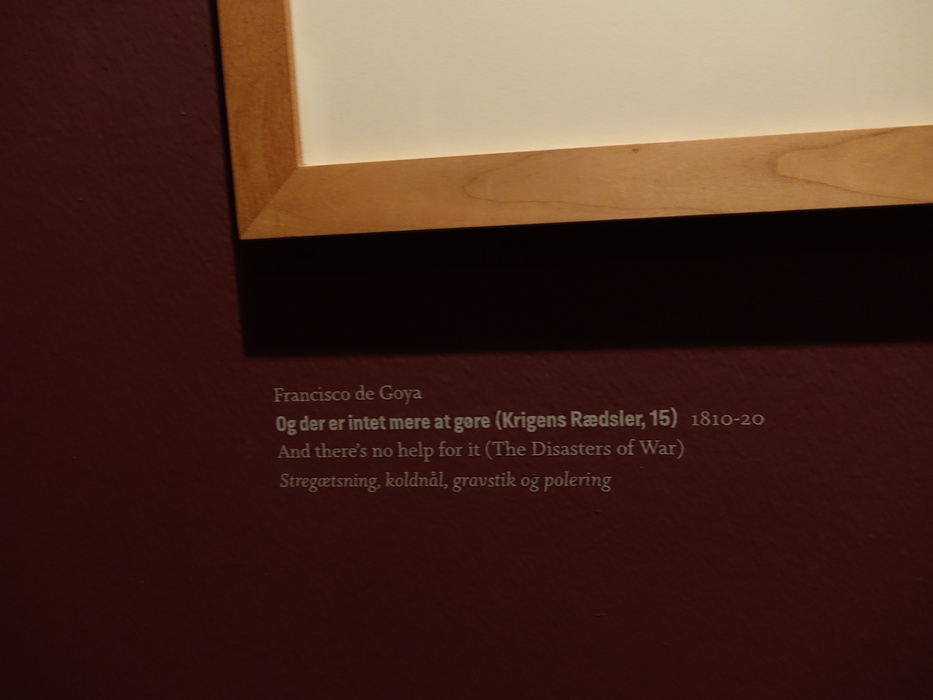 Francisco de Goya
Og der er intet mere at gøre (Krigens Rædsler, 15) 1810-20
And there's no help for it (The Disasters of War)
Stregætsning, koldnål, gravstik og polering